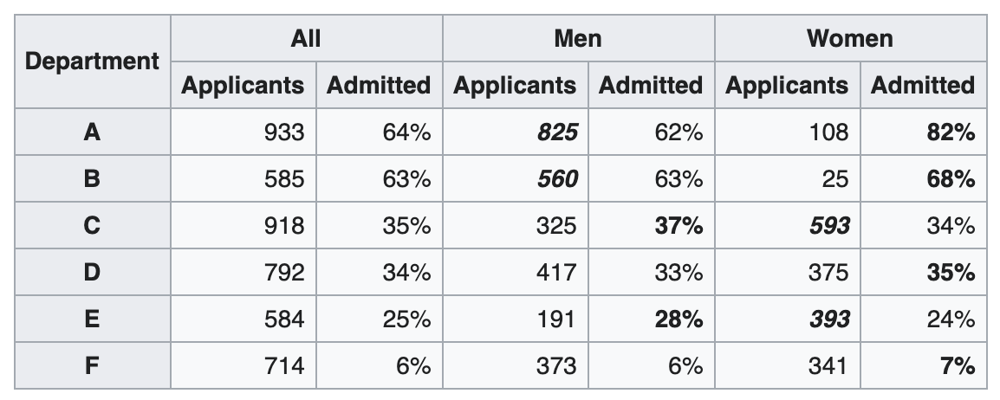 Department All Men Women
Applicants Admitted Applicants Admitted Applicants Admitted
A 933 64% 825 62% 108 82%
B 585 63% 560 63% 25 68%
C 918 35% 325 37% 593 34%
D 792 34% 417 33% 375 35%
E 584 25% 191 28% 393 24%
F 714 6% 373 6% 341 7%